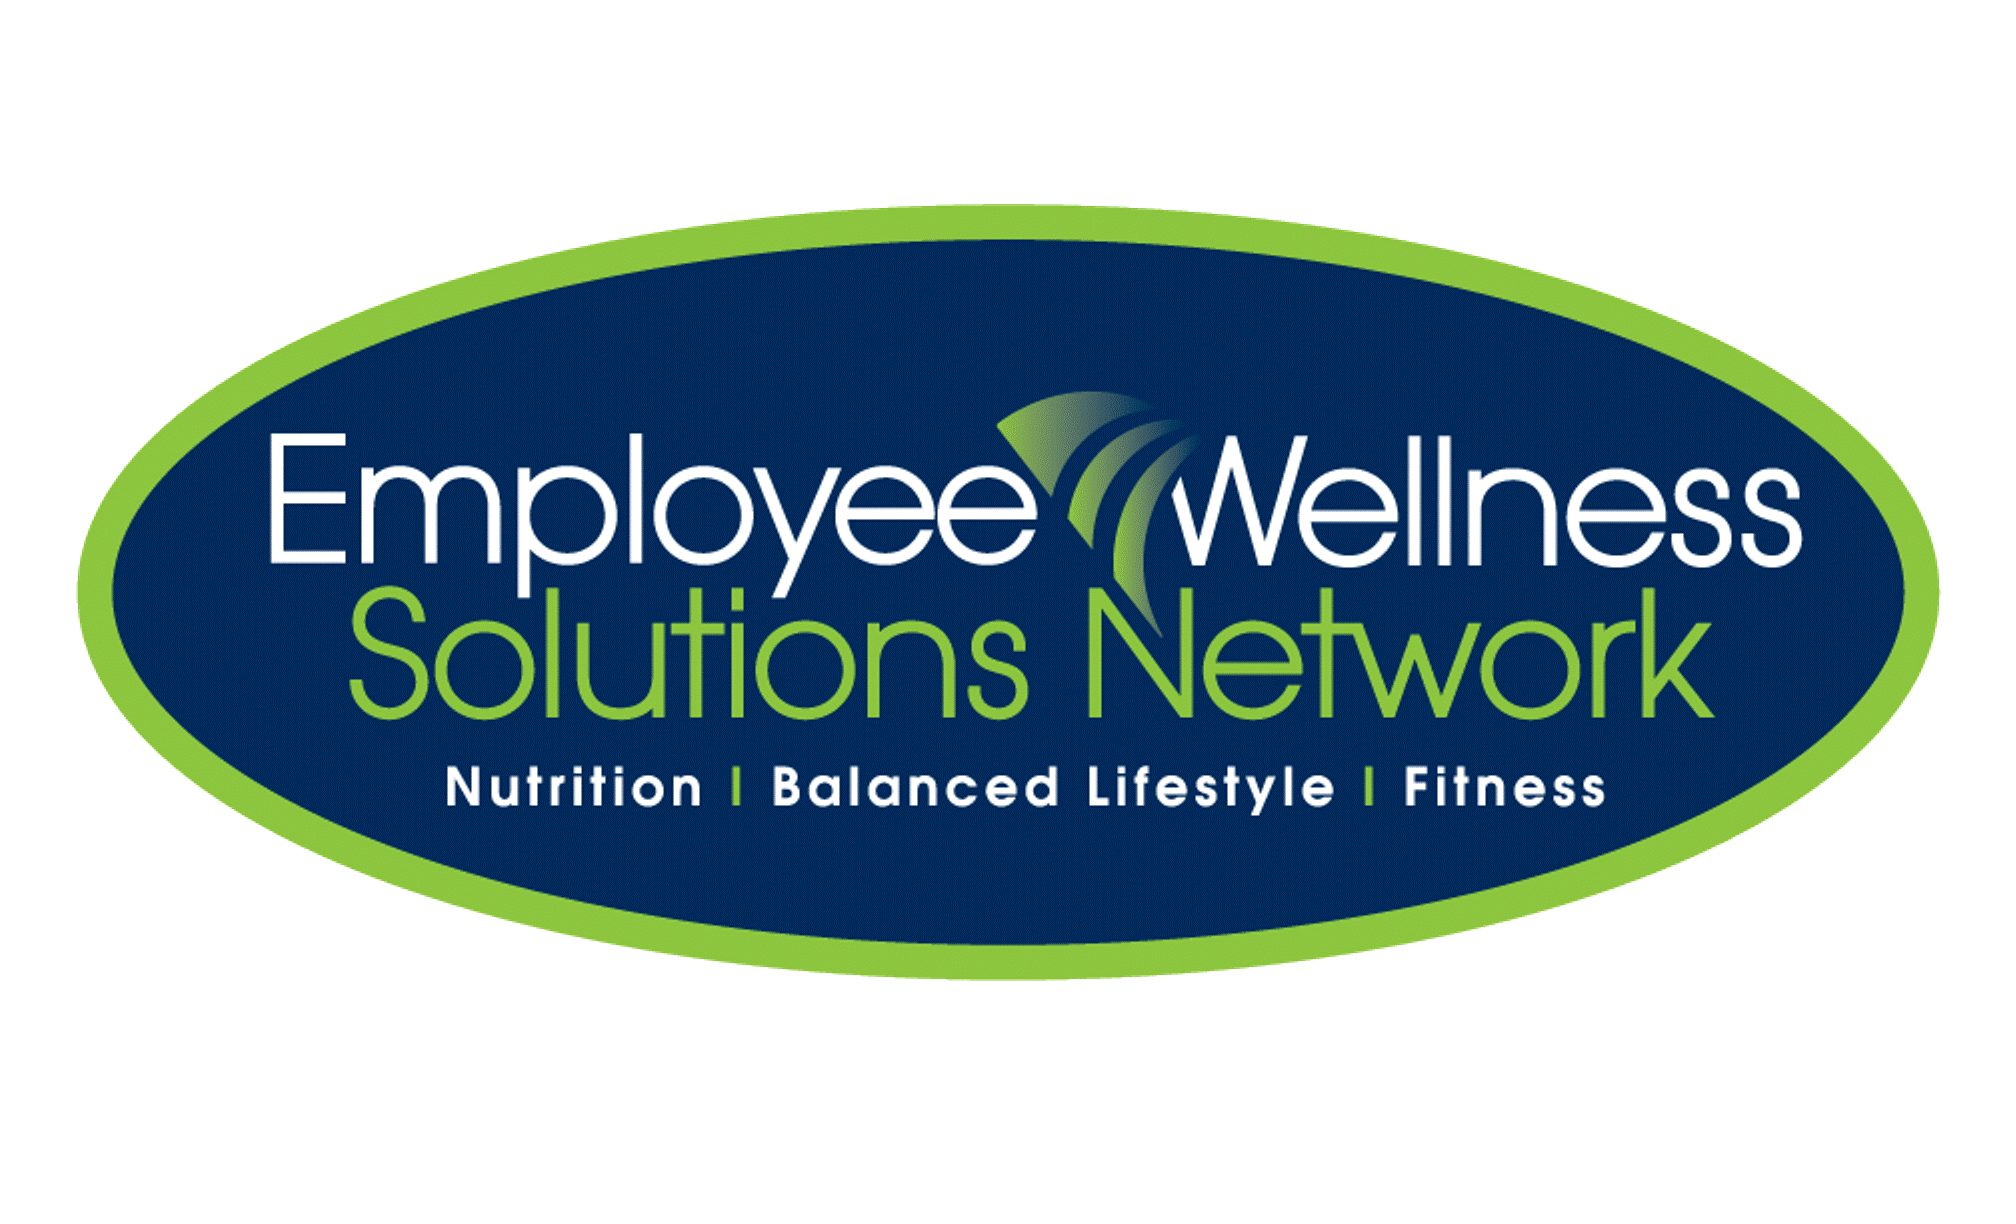 Employee Wellness
Solutions Network
Nutrition | Balanced Lifestyle | Fitness